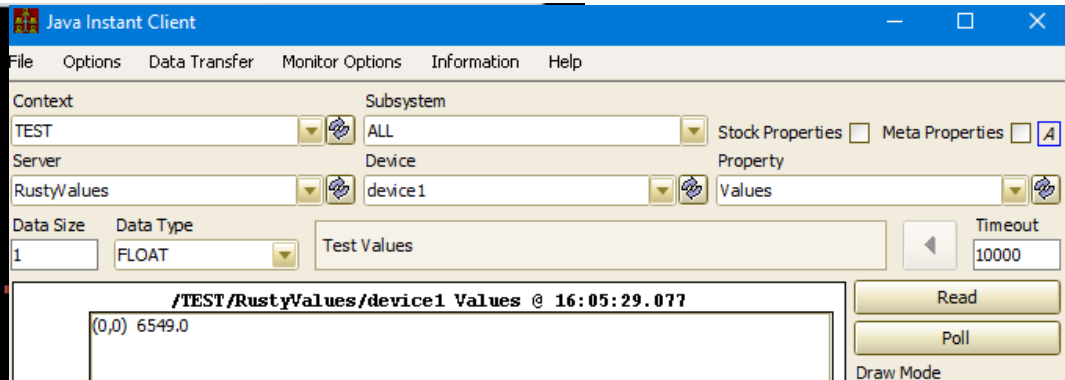 Java Instant Client
File Options Data Transfer Monitor Options Information Help
Context Subsystem
TEST ALL Stock Properties Meta Properties A
Server Device Property
RustyValues device1 Values
Data Size Data Type Timeout
1 FLOAT Test Values 10000
/TEST/RustyValues/device1 Values @ 16:05:29.077 Read
(0,0) 6549.0
Poll
Draw Mode